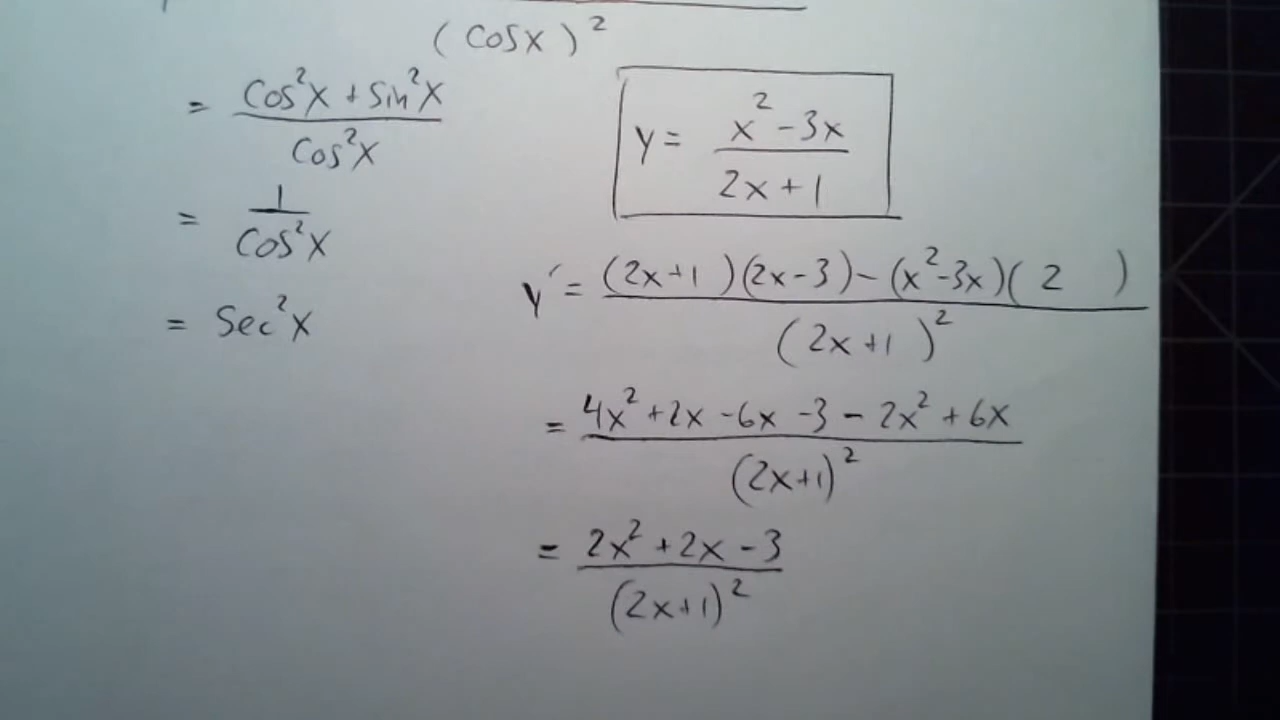 (cosx)²
= (cos²x + sin²x) / cos²x
= 1 / cos²x
= Sec²x
y = (x² - 3x) / (2x + 1)
y′ = ((2x+1)(2x-3) - (x²-3x)(2)) / (2x+1)²
= (4x² + 2x - 6x - 3 - 2x² + 6x) / (2x+1)²
= (2x² + 2x - 3) / (2x+1)²